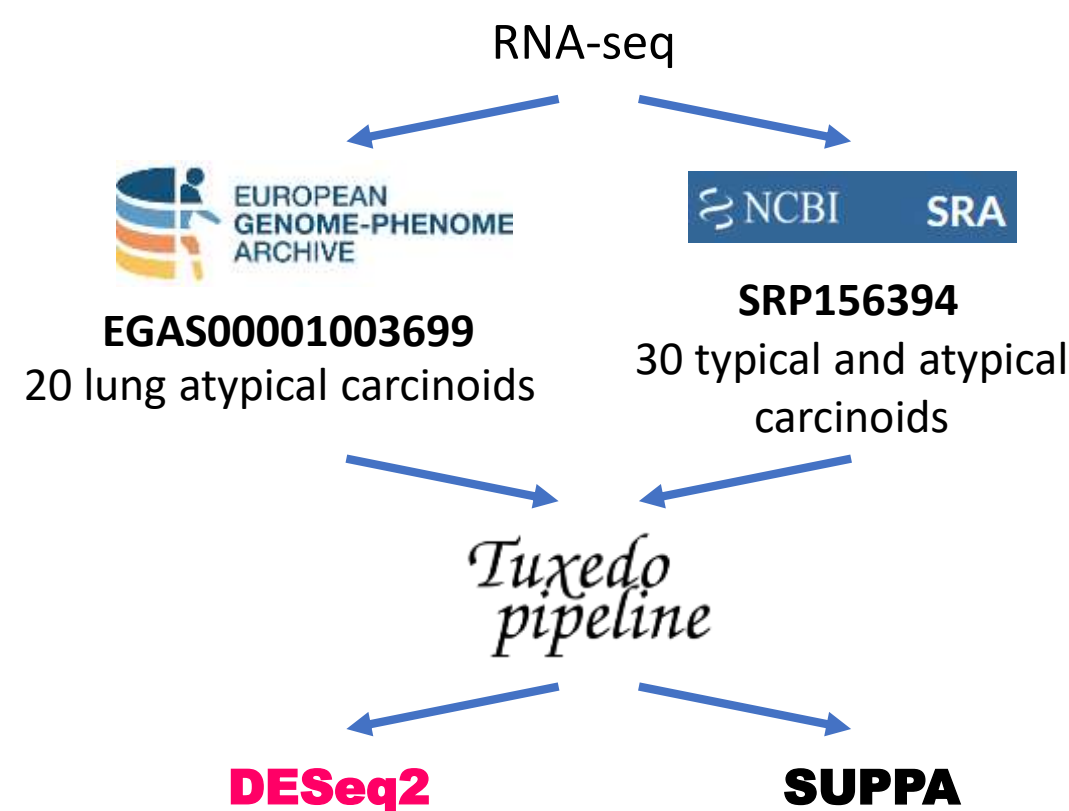 RNA-seq
EUROPEAN
GENOME-PHENOME
ARCHIVE
EGAS00001003699
20 lung atypical carcinoids
NCBI SRA
SRP156394
30 typical and atypical
carcinoids
Tuxedo
pipeline
DESeq2
SUPPA